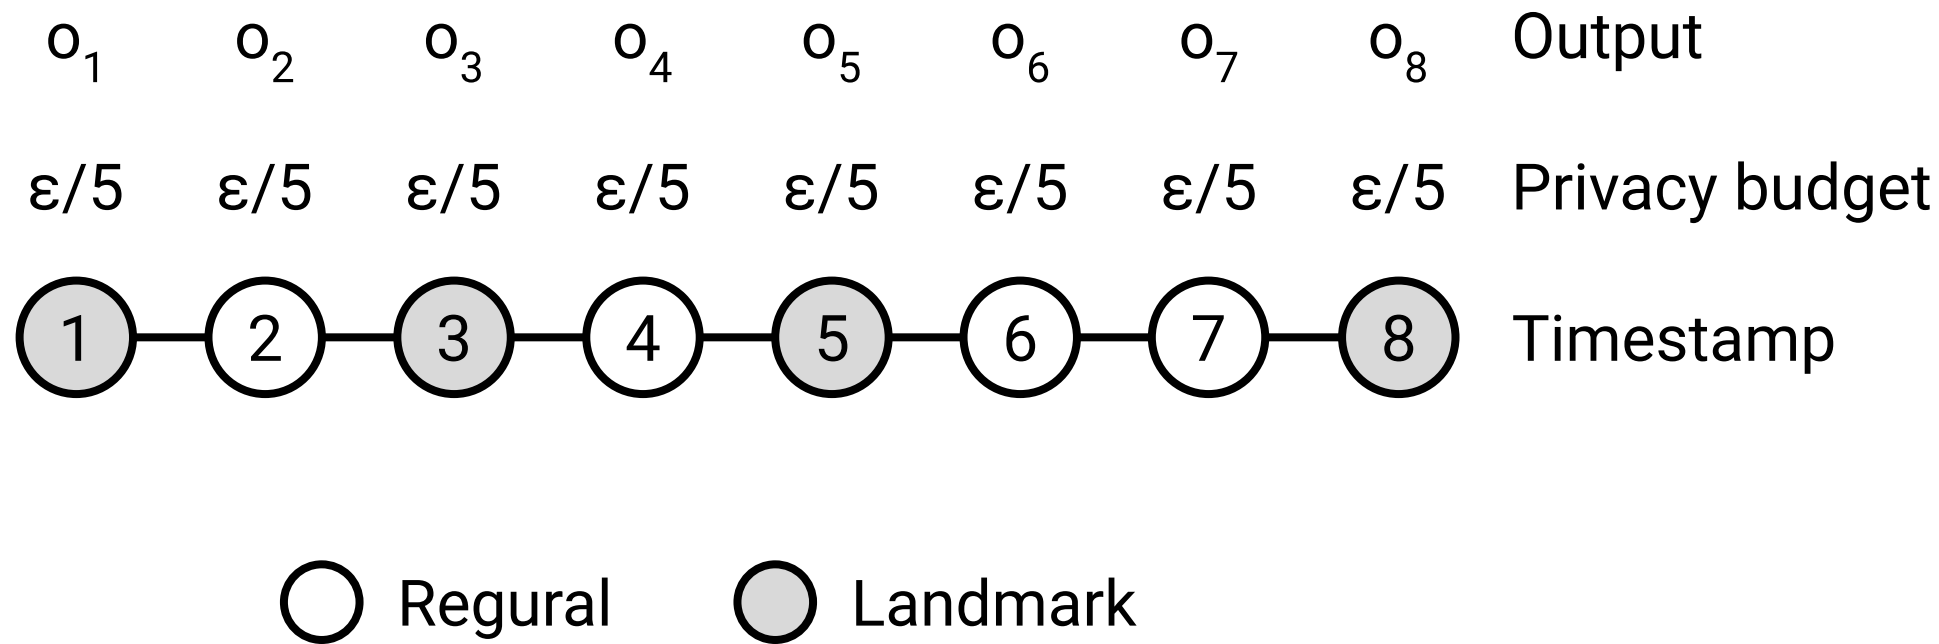 o1 o2 o3 o4 o5 o6 o7 o8 Output
ε/5 ε/5 ε/5 ε/5 ε/5 ε/5 ε/5 ε/5 Privacy budget
1 2 3 4 5 6 7 8 Timestamp
Regural Landmark